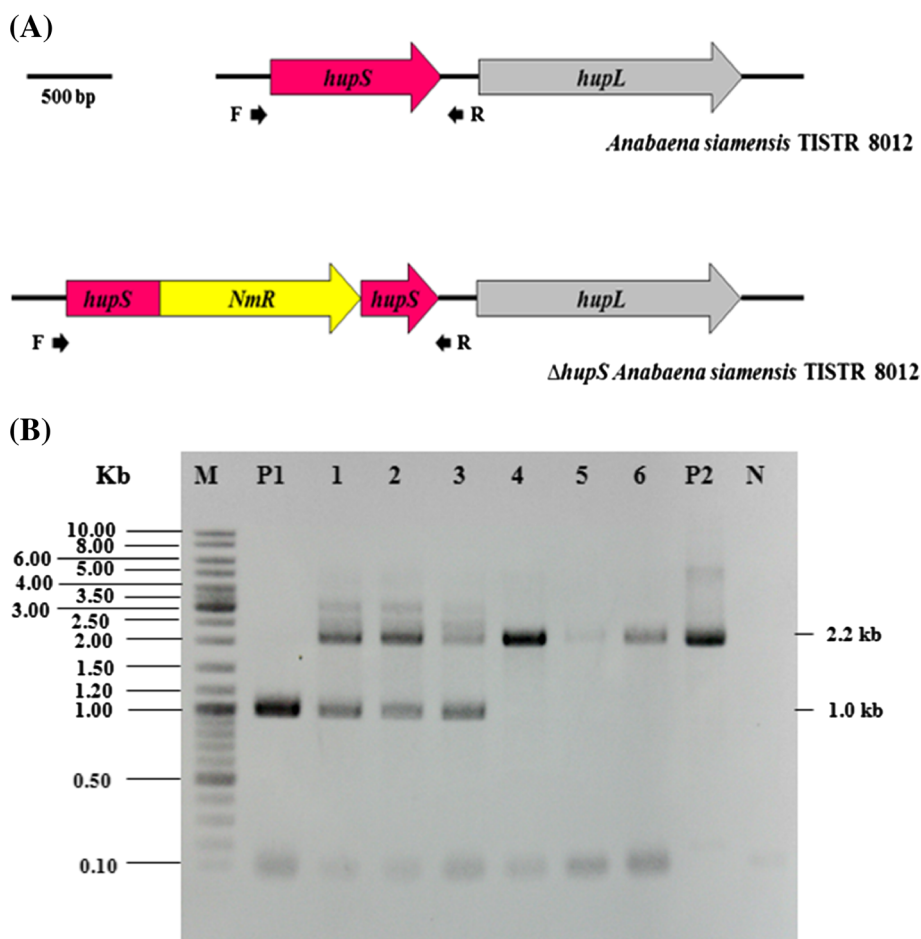 (A)
hupS
hupL
500 bp
F
R
Anabaena siamensis TISTR 8012
hupS
NmR
hupS
hupL
F
R
ΔhupS Anabaena siamensis TISTR 8012
(B)
Kb
M
P1
1
2
3
4
5
6
P2
N
10.00
8.00
6.00
5.00
4.00
3.50
3.00
2.50
2.00
2.2 kb
1.50
1.20
1.00
1.0 kb
0.50
0.10